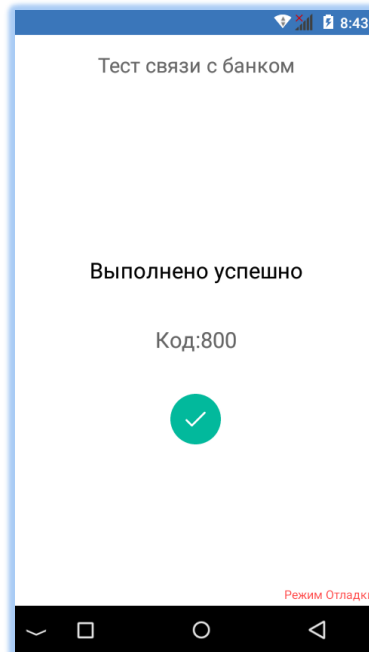 8:43
Тест связи с банком
Выполнено успешно
Код:800
Режим Отладк